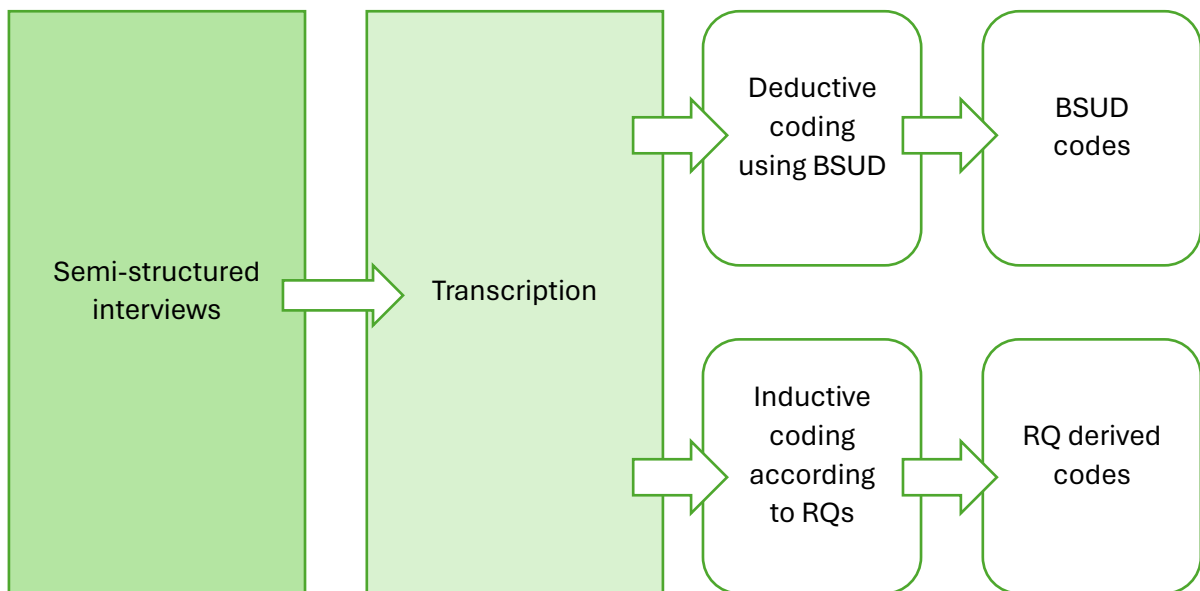 Semi-structured
interviews
Transcription
Deductive
coding
using BSUD
BSUD
codes
Inductive
coding
according
to RQs
RQ derived
codes